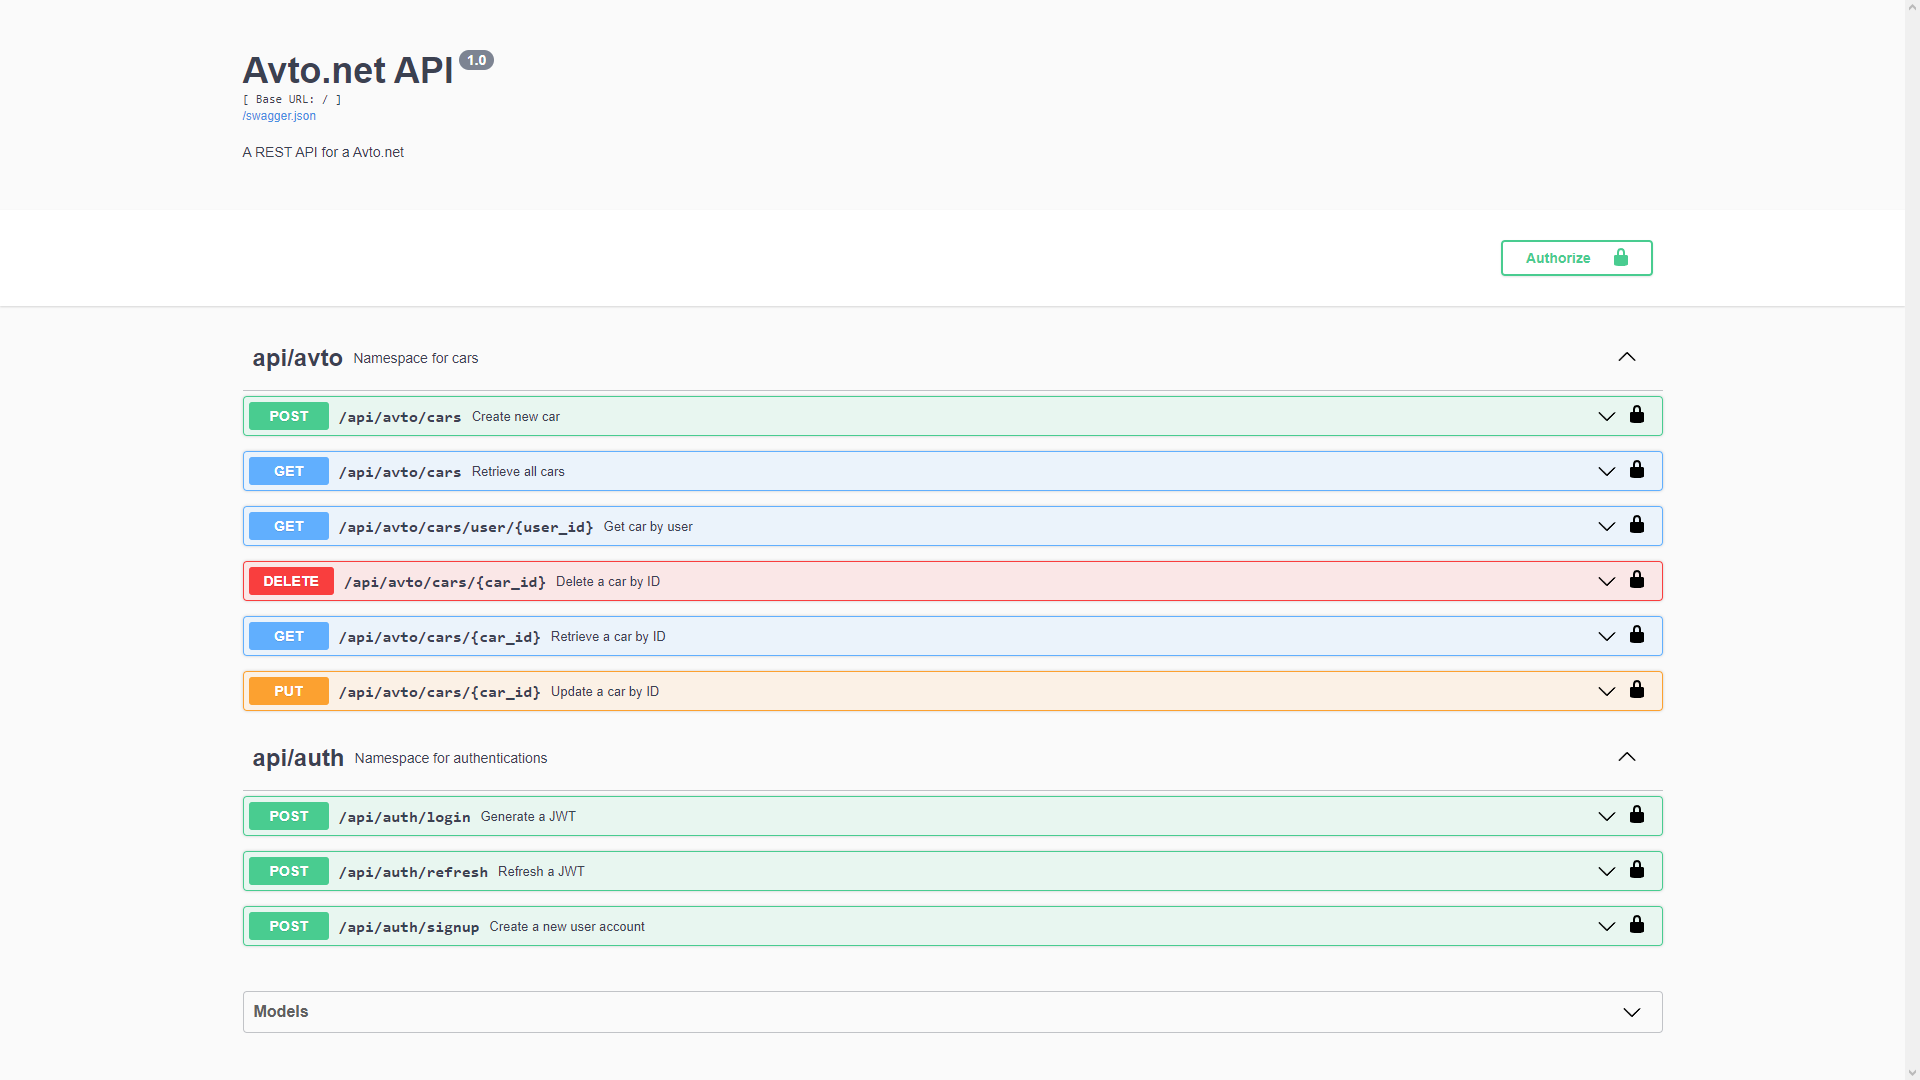 Avto.net API 1.0
[ Base URL: / ]
/swagger.json
A REST API for a Avto.net
Authorize
api/avto Namespace for cars
POST /api/avto/cars Create new car
GET /api/avto/cars Retrieve all cars
GET /api/avto/cars/user/{user_id} Get car by user
DELETE /api/avto/cars/{car_id} Delete a car by ID
GET /api/avto/cars/{car_id} Retrieve a car by ID
PUT /api/avto/cars/{car_id} Update a car by ID
api/auth Namespace for authentications
POST /api/auth/login Generate a JWT
POST /api/auth/refresh Refresh a JWT
POST /api/auth/signup Create a new user account
Models